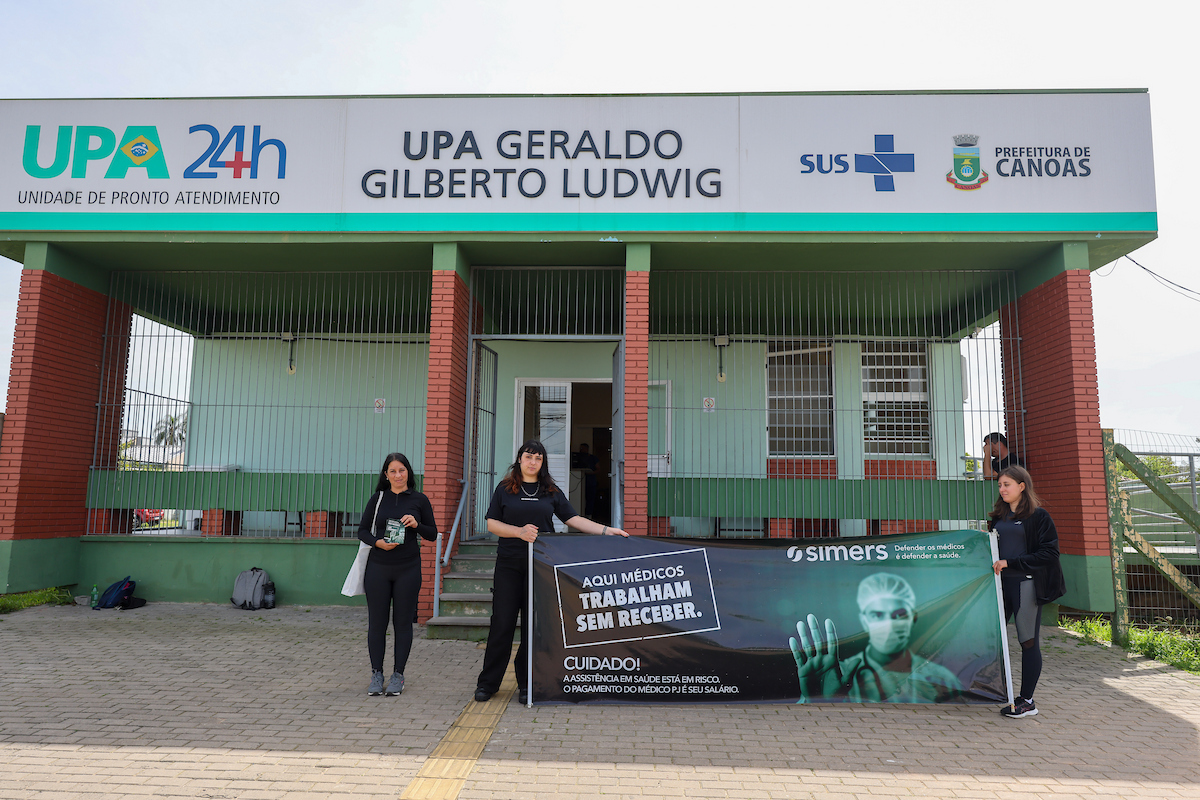 UPA 24h
UNIDADE DE PRONTO ATENDIMENTO
UPA GERALDO
GILBERTO LUDWIG
SUS
PREFEITURA DE
CANOAS
simers
Defender os médicos
é defender a saúde.
AQUI MÉDICOS
TRABALHAM
SEM RECEBER.
CUIDADO!
A ASSISTÊNCIA EM SAÚDE ESTÁ EM RISCO.
O PAGAMENTO DO MÉDICO PJ É SEU SALÁRIO.